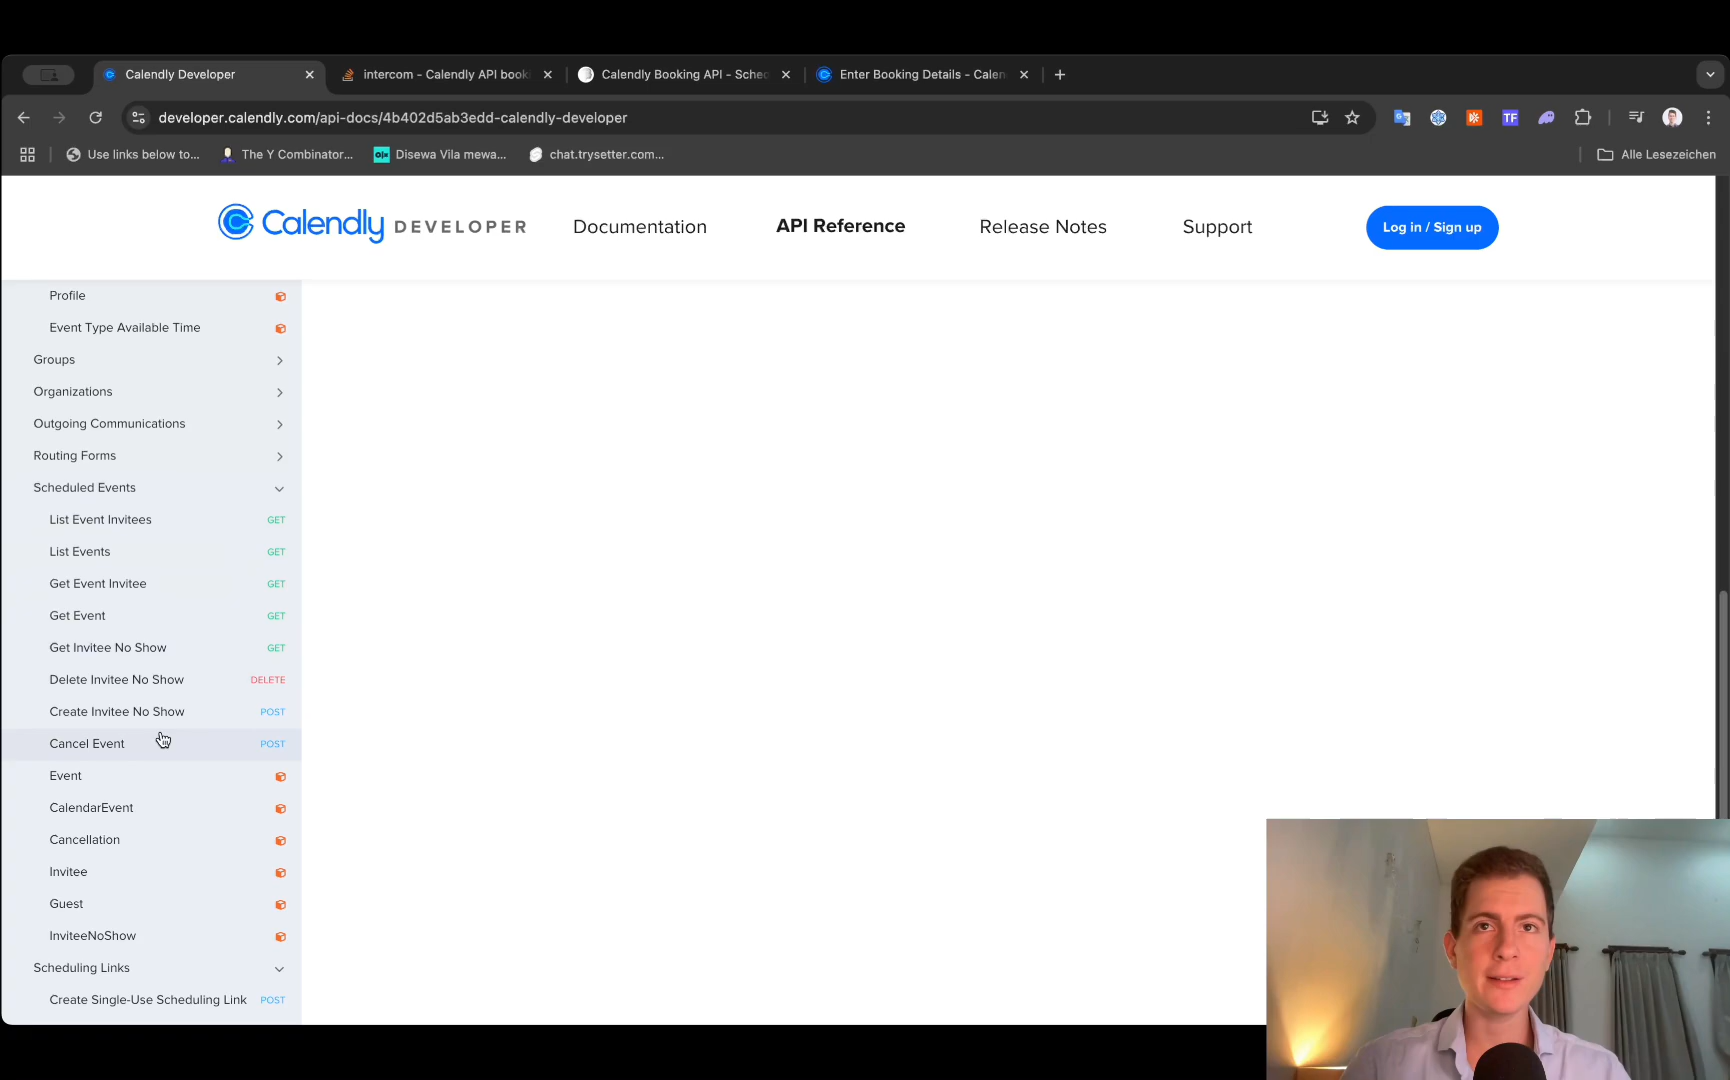 Calendly Developer
intercom - Calendly API book
Calendly Booking API - Sched
Enter Booking Details - Calen
developer.calendly.com/api-docs/4b402d5ab3edd-calendly-developer
TF
Use links below to...
The Y Combinator...
Disewa Vila mewa...
chat.trysetter.com...
Alle Lesezeichen
Calendly DEVELOPER
Documentation
API Reference
Release Notes
Support
Log in / Sign up
Profile
Event Type Available Time
Groups
Organizations
Outgoing Communications
Routing Forms
Scheduled Events
List Event Invitees GET
List Events GET
Get Event Invitee GET
Get Event GET
Get Invitee No Show GET
Delete Invitee No Show DELETE
Create Invitee No Show POST
Cancel Event POST
Event
CalendarEvent
Cancellation
Invitee
Guest
InviteeNoShow
Scheduling Links
Create Single-Use Scheduling Link POST